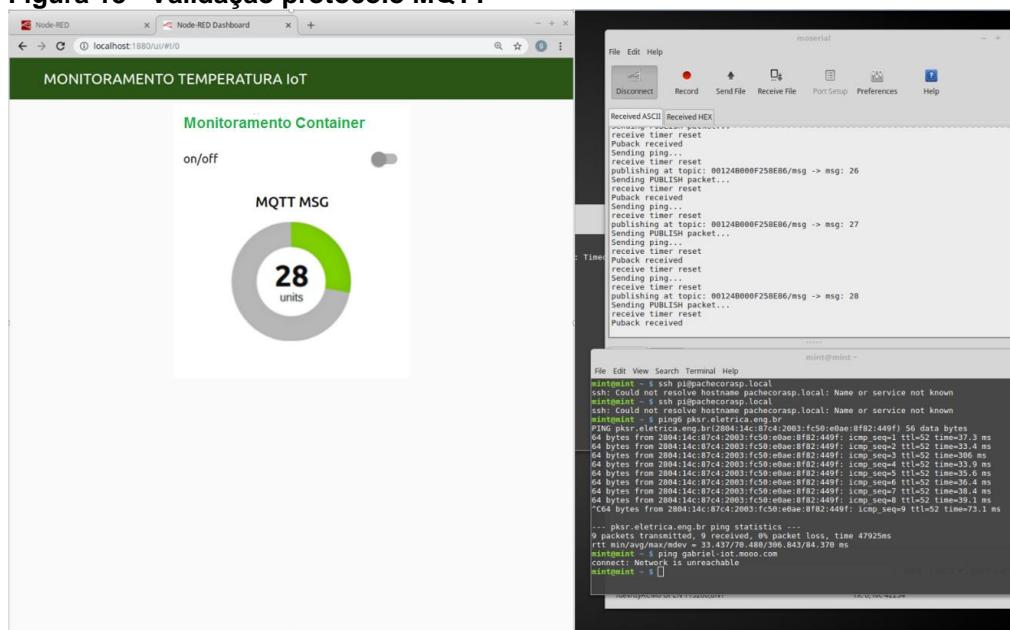 Node-RED
Node-RED Dashboard
localhost:1880/ui/#!/0
MONITORAMENTO TEMPERATURA IoT
Monitoramento Container
on/off
MQTT MSG
28
units
moserial
File Edit Help
Disconnect Record Send File Receive File Port Setup Preferences Help
Received ASCII Received HEX
receive timer reset
Puback received
Sending ping...
receive timer reset
publishing at topic: 00124B000F258E86/msg -> msg: 26
Sending PUBLISH packet...
receive timer reset
Puback received
Sending ping...
receive timer reset
publishing at topic: 00124B000F258E86/msg -> msg: 27
Sending PUBLISH packet...
Sending ping...
receive timer reset
Puback received
receive timer reset
Sending ping...
receive timer reset
publishing at topic: 00124B000F258E86/msg -> msg: 28
Sending PUBLISH packet...
receive timer reset
Puback received
mint@mint ~
File Edit View Search Terminal Help
mint@mint ~ $ ssh pi@pachecorasp.local
ssh: Could not resolve hostname pachecorasp.local: Name or service not known
mint@mint ~ $ ssh pi@pachecorasp.local
ssh: Could not resolve hostname pachecorasp.local: Name or service not known
mint@mint ~ $ ping6 pksr.eletrica.eng.br
PING pksr.eletrica.eng.br(2804:14c:87c4:2003:fc50:e0ae:8f82:449f) 56 data bytes
64 bytes from 2804:14c:87c4:2003:fc50:e0ae:8f82:449f: icmp_seq=1 ttl=52 time=37.3 ms
64 bytes from 2804:14c:87c4:2003:fc50:e0ae:8f82:449f: icmp_seq=2 ttl=52 time=33.4 ms
64 bytes from 2804:14c:87c4:2003:fc50:e0ae:8f82:449f: icmp_seq=3 ttl=52 time=306 ms
64 bytes from 2804:14c:87c4:2003:fc50:e0ae:8f82:449f: icmp_seq=4 ttl=52 time=33.9 ms
64 bytes from 2804:14c:87c4:2003:fc50:e0ae:8f82:449f: icmp_seq=5 ttl=52 time=35.6 ms
64 bytes from 2804:14c:87c4:2003:fc50:e0ae:8f82:449f: icmp_seq=6 ttl=52 time=36.4 ms
64 bytes from 2804:14c:87c4:2003:fc50:e0ae:8f82:449f: icmp_seq=7 ttl=52 time=38.4 ms
64 bytes from 2804:14c:87c4:2003:fc50:e0ae:8f82:449f: icmp_seq=8 ttl=52 time=39.1 ms
^C64 bytes from 2804:14c:87c4:2003:fc50:e0ae:8f82:449f: icmp_seq=9 ttl=52 time=73.1 ms
--- pksr.eletrica.eng.br ping statistics ---
9 packets transmitted, 9 received, 0% packet loss, time 47925ms
rtt min/avg/max/mdev = 33.437/70.480/306.843/84.370 ms
mint@mint ~ $ ping gabriel-iot.mooo.com
connect: Network is unreachable
mint@mint ~ $